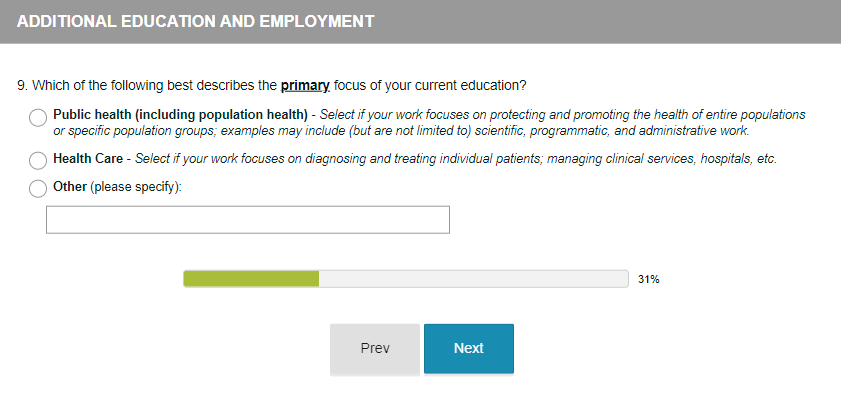 ADDITIONAL EDUCATION AND EMPLOYMENT
9. Which of the following best describes the primary focus of your current education?
Public health (including population health) - Select if your work focuses on protecting and promoting the health of entire populations
or specific population groups; examples may include (but are not limited to) scientific, programmatic, and administrative work.
Health Care - Select if your work focuses on diagnosing and treating individual patients; managing clinical services, hospitals, etc.
Other (please specify):
31%
Prev
Next